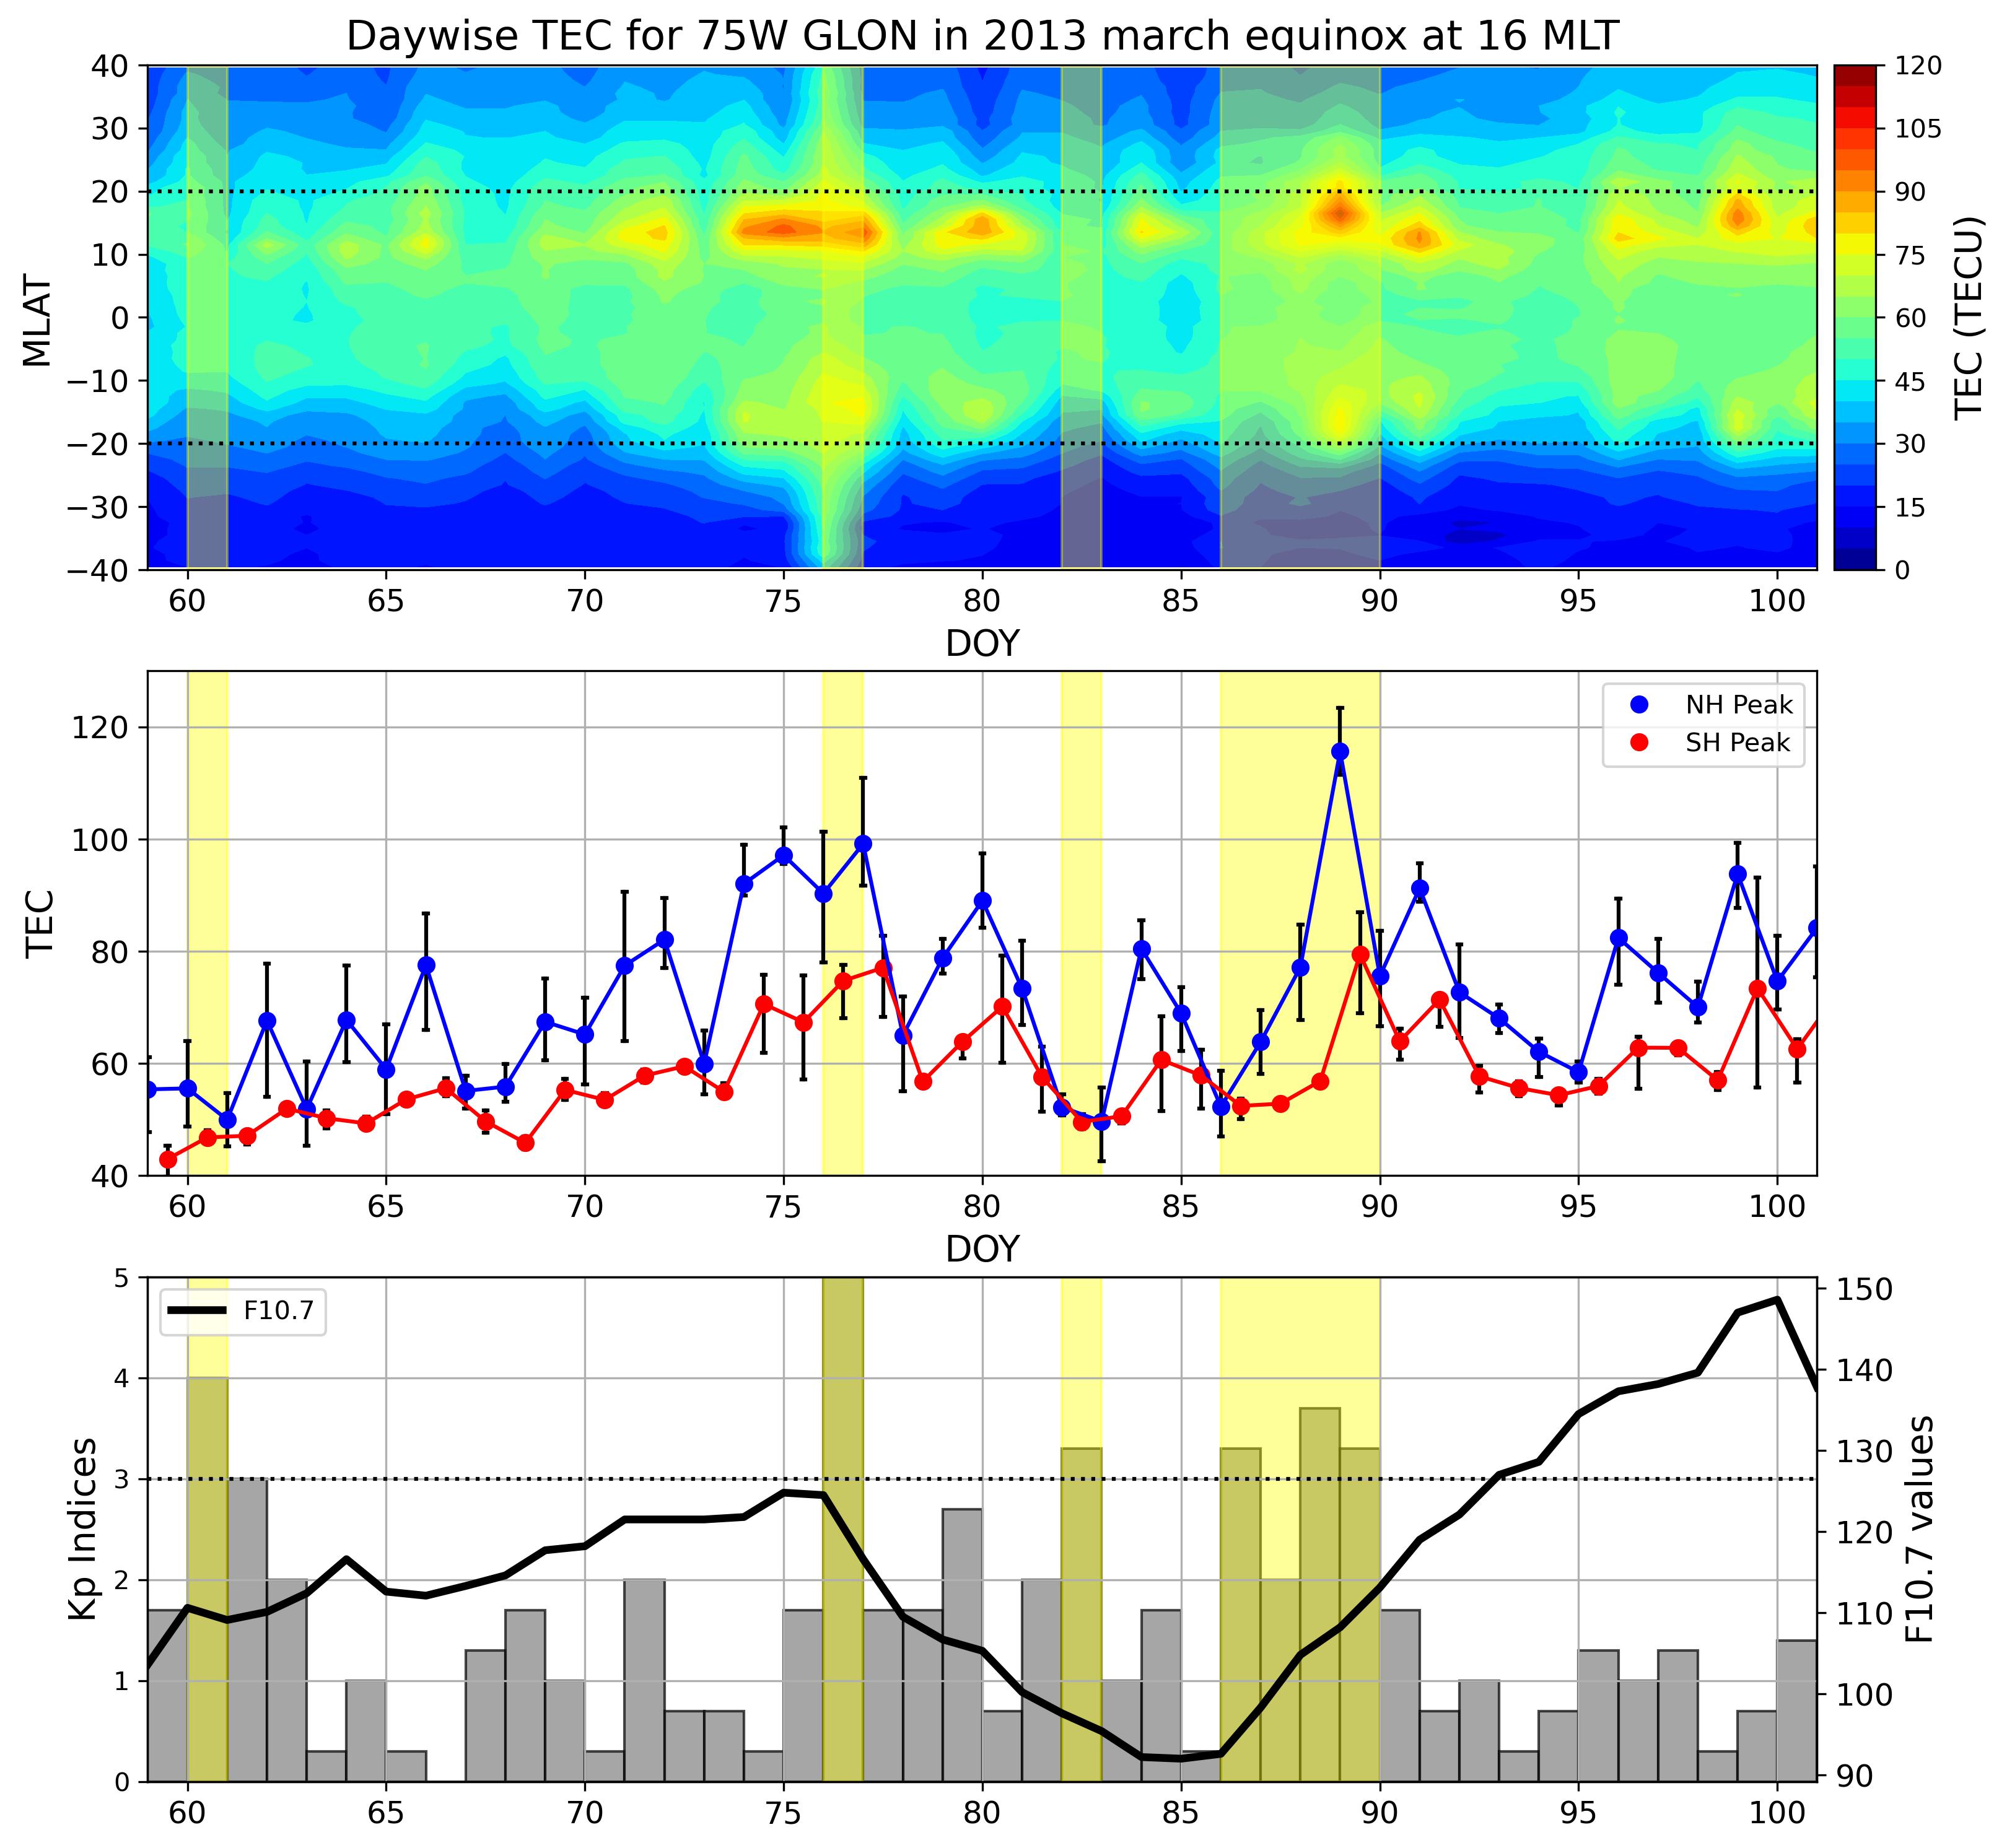 Daywise TEC for 75W GLON in 2013 march equinox at 16 MLT
40
30
20
10
0
−10
−20
−30
−40
MLAT
60 65 70 75 80 85 90 95 100
DOY
120
105
90
75
60
45
30
15
0
TEC (TECU)
120
100
80
60
40
TEC
NH Peak
SH Peak
60 65 70 75 80 85 90 95 100
DOY
5
4
3
2
1
0
Kp Indices
F10.7
150
140
130
120
110
100
90
F10.7 values
60 65 70 75 80 85 90 95 100